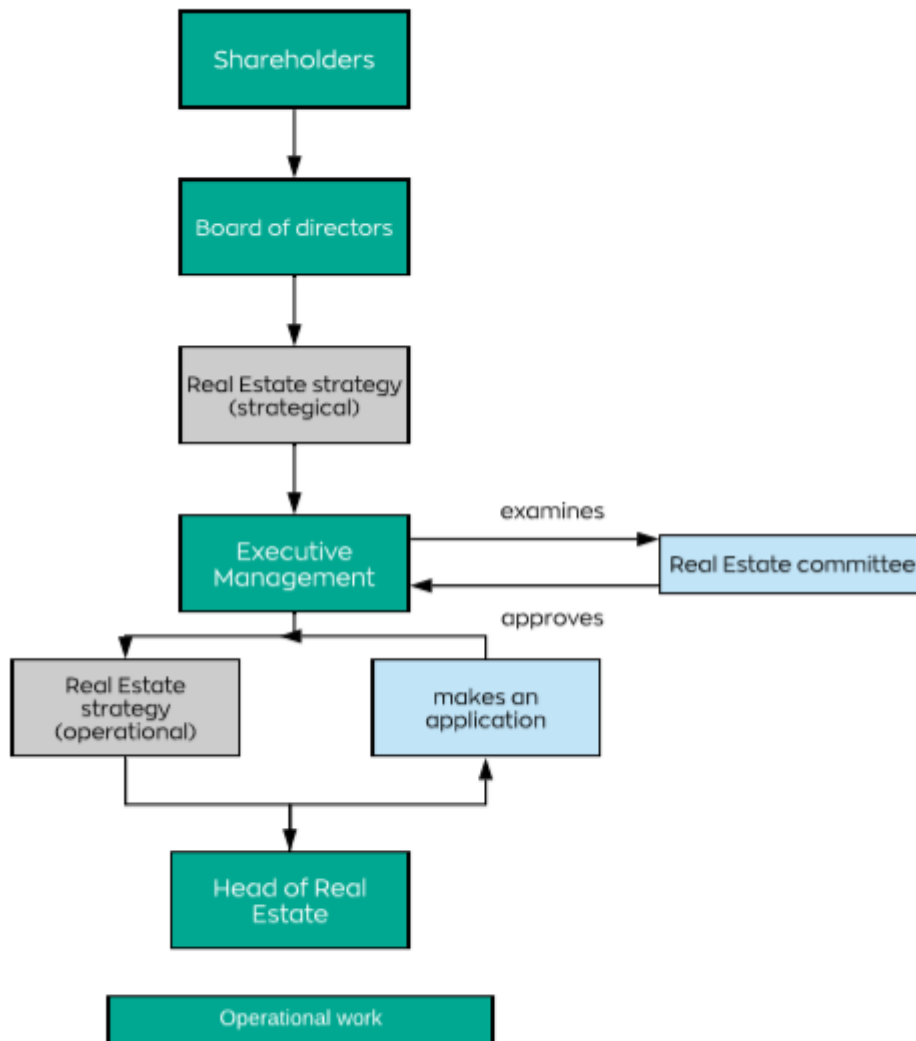 Shareholders
Board of directors
Real Estate strategy
(strategical)
examines
Executive
Management
Real Estate committee
approves
Real Estate
strategy
(operational)
makes an
application
Head of Real
Estate
Operational work